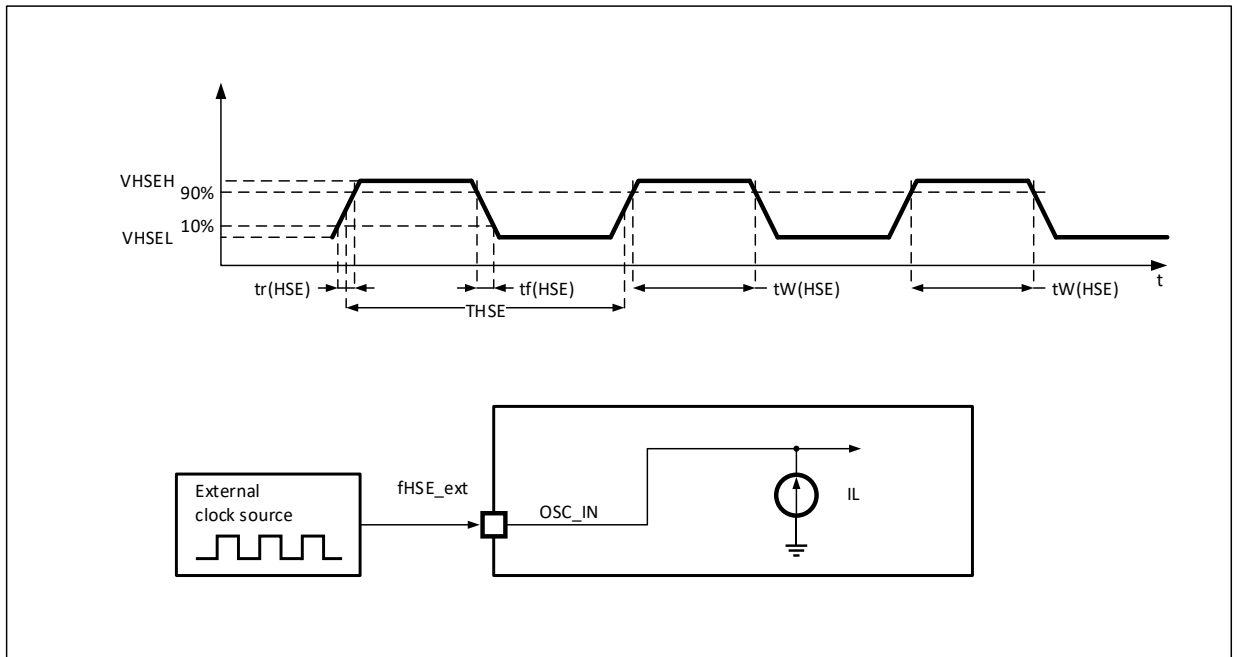 VHSEH
90%
10%
VHSEL
tr(HSE)
tf(HSE)
tW(HSE)
tW(HSE)
t
THSE
External
clock source
fHSE_ext
OSC_IN
IL